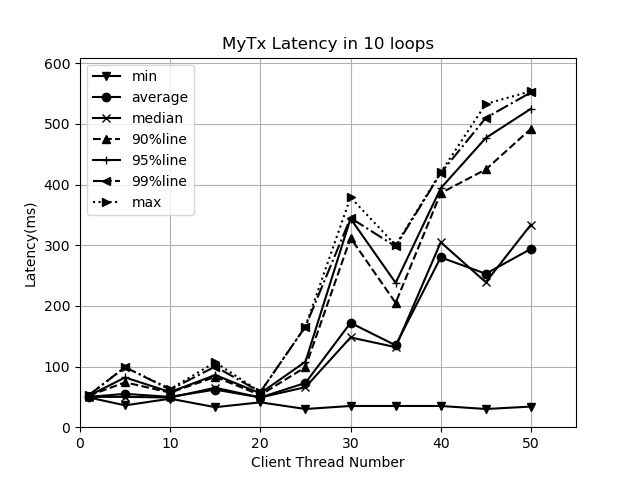 MyTx Latency in 10 loops
600
500
400
300
200
100
0
Latency(ms)
min
average
median
90%line
95%line
99%line
max
0 10 20 30 40 50
Client Thread Number